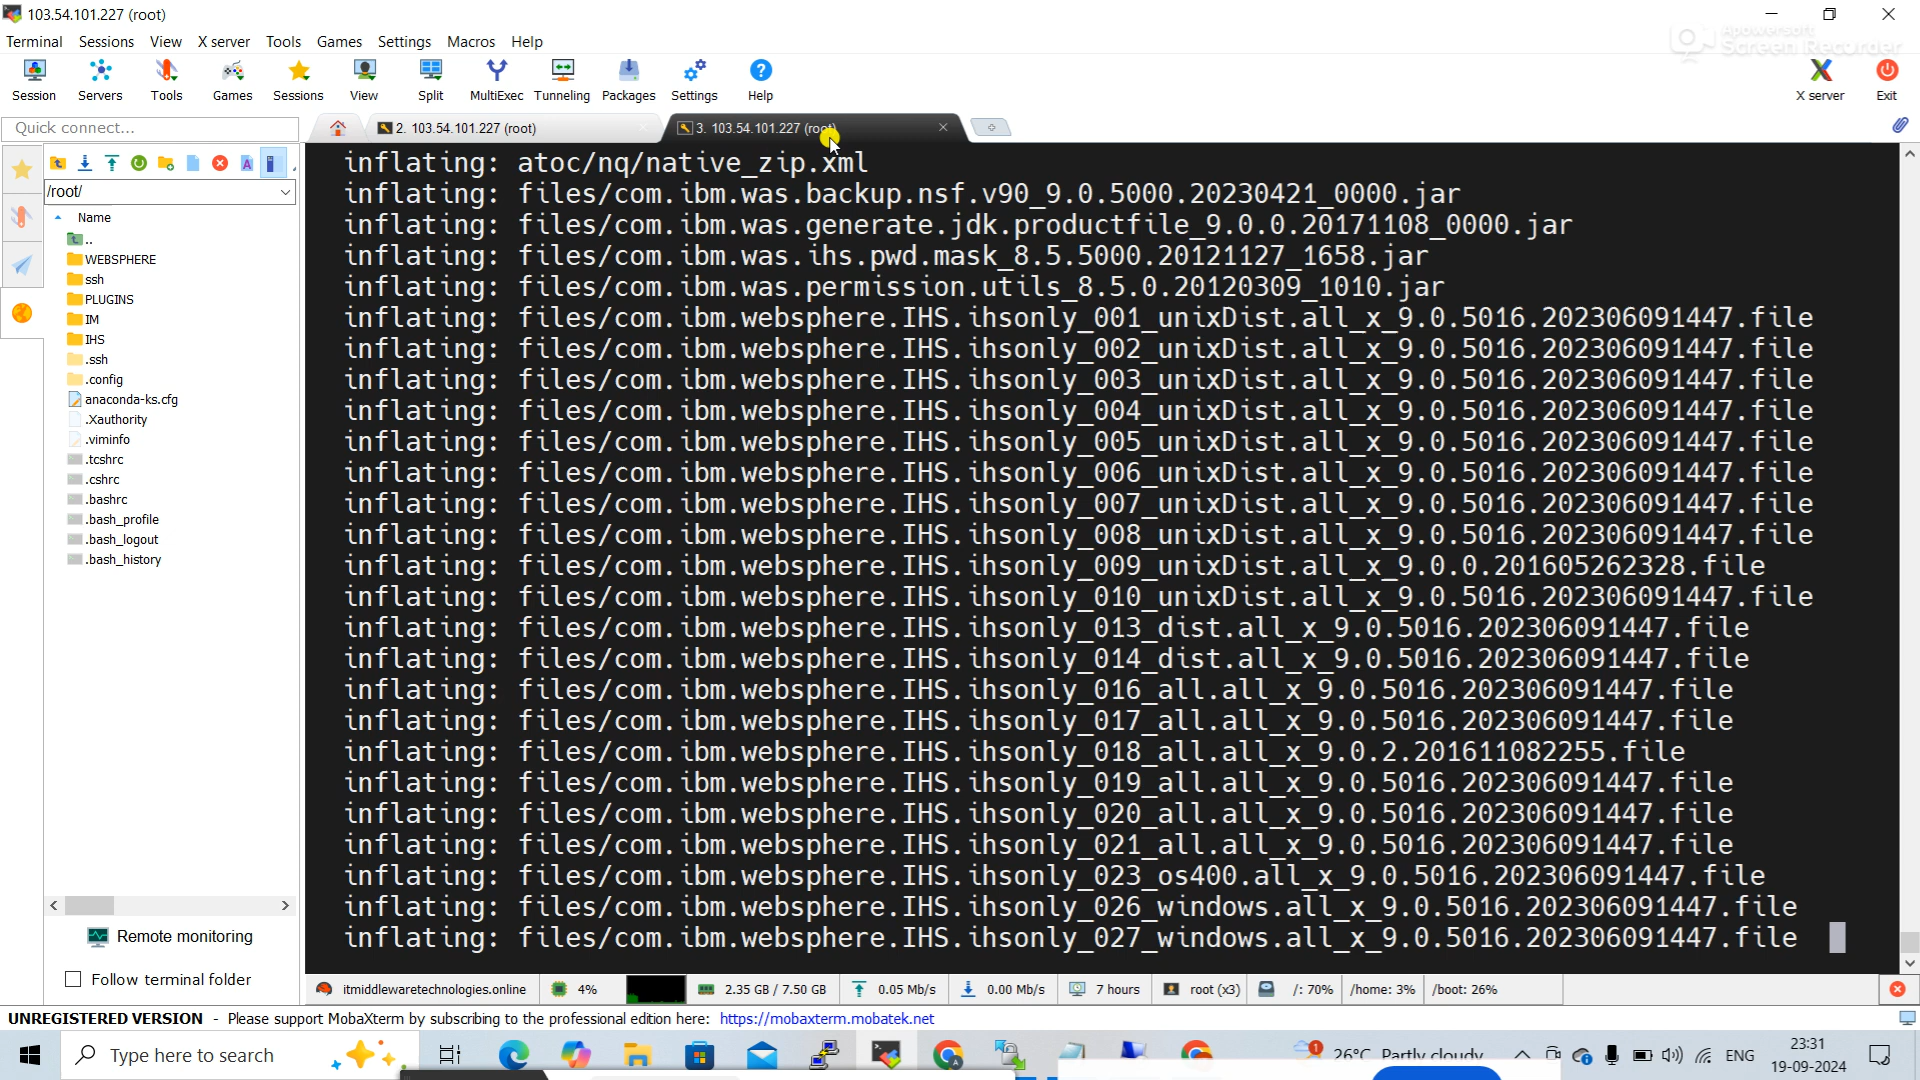 103.54.101.227 (root)
Apowersoft
Screen Recorder
Terminal Sessions View X server Tools Games Settings Macros Help
Session Servers Tools Games Sessions View Split MultiExec Tunneling Packages Settings Help X server Exit
Quick connect...
2. 103.54.101.227 (root)
3. 103.54.101.227 (root)
/root/
Name
..
WEBSPHERE
ssh
PLUGINS
IM
IHS
.ssh
.config
anaconda-ks.cfg
.Xauthority
.viminfo
.tcshrc
.cshrc
.bashrc
.bash_profile
.bash_logout
.bash_history
Remote monitoring
Follow terminal folder
inflating: atoc/nq/native_zip.xml
inflating: files/com.ibm.was.backup.nsf.v90_9.0.5000.20230421_0000.jar
inflating: files/com.ibm.was.generate.jdk.productfile_9.0.0.20171108_0000.jar
inflating: files/com.ibm.was.ihs.pwd.mask_8.5.5000.20121127_1658.jar
inflating: files/com.ibm.was.permission.utils_8.5.0.20120309_1010.jar
inflating: files/com.ibm.websphere.IHS.ihsonly_001_unixDist.all_x_9.0.5016.202306091447.file
inflating: files/com.ibm.websphere.IHS.ihsonly_002_unixDist.all_x_9.0.5016.202306091447.file
inflating: files/com.ibm.websphere.IHS.ihsonly_003_unixDist.all_x_9.0.5016.202306091447.file
inflating: files/com.ibm.websphere.IHS.ihsonly_004_unixDist.all_x_9.0.5016.202306091447.file
inflating: files/com.ibm.websphere.IHS.ihsonly_005_unixDist.all_x_9.0.5016.202306091447.file
inflating: files/com.ibm.websphere.IHS.ihsonly_006_unixDist.all_x_9.0.5016.202306091447.file
inflating: files/com.ibm.websphere.IHS.ihsonly_007_unixDist.all_x_9.0.5016.202306091447.file
inflating: files/com.ibm.websphere.IHS.ihsonly_008_unixDist.all_x_9.0.5016.202306091447.file
inflating: files/com.ibm.websphere.IHS.ihsonly_009_unixDist.all_x_9.0.0.201605262328.file
inflating: files/com.ibm.websphere.IHS.ihsonly_010_unixDist.all_x_9.0.5016.202306091447.file
inflating: files/com.ibm.websphere.IHS.ihsonly_013_dist.all_x_9.0.5016.202306091447.file
inflating: files/com.ibm.websphere.IHS.ihsonly_014_dist.all_x_9.0.5016.202306091447.file
inflating: files/com.ibm.websphere.IHS.ihsonly_016_all.all_x_9.0.5016.202306091447.file
inflating: files/com.ibm.websphere.IHS.ihsonly_017_all.all_x_9.0.5016.202306091447.file
inflating: files/com.ibm.websphere.IHS.ihsonly_018_all.all_x_9.0.2.201611082255.file
inflating: files/com.ibm.websphere.IHS.ihsonly_019_all.all_x_9.0.5016.202306091447.file
inflating: files/com.ibm.websphere.IHS.ihsonly_020_all.all_x_9.0.5016.202306091447.file
inflating: files/com.ibm.websphere.IHS.ihsonly_021_all.all_x_9.0.5016.202306091447.file
inflating: files/com.ibm.websphere.IHS.ihsonly_023_os400.all_x_9.0.5016.202306091447.file
inflating: files/com.ibm.websphere.IHS.ihsonly_026_windows.all_x_9.0.5016.202306091447.file
inflating: files/com.ibm.websphere.IHS.ihsonly_027_windows.all_x_9.0.5016.202306091447.file
itmiddlewaretechnologies.online 4% 2.35 GB / 7.50 GB 0.05 Mb/s 0.00 Mb/s 7 hours root (x3) /: 70% /home: 3% /boot: 26%
UNREGISTERED VERSION - Please support MobaXterm by subscribing to the professional edition here: https://mobaxterm.mobatek.net
Type here to search
1
26°C Partly cloudy
ENG
23:31
19-09-2024